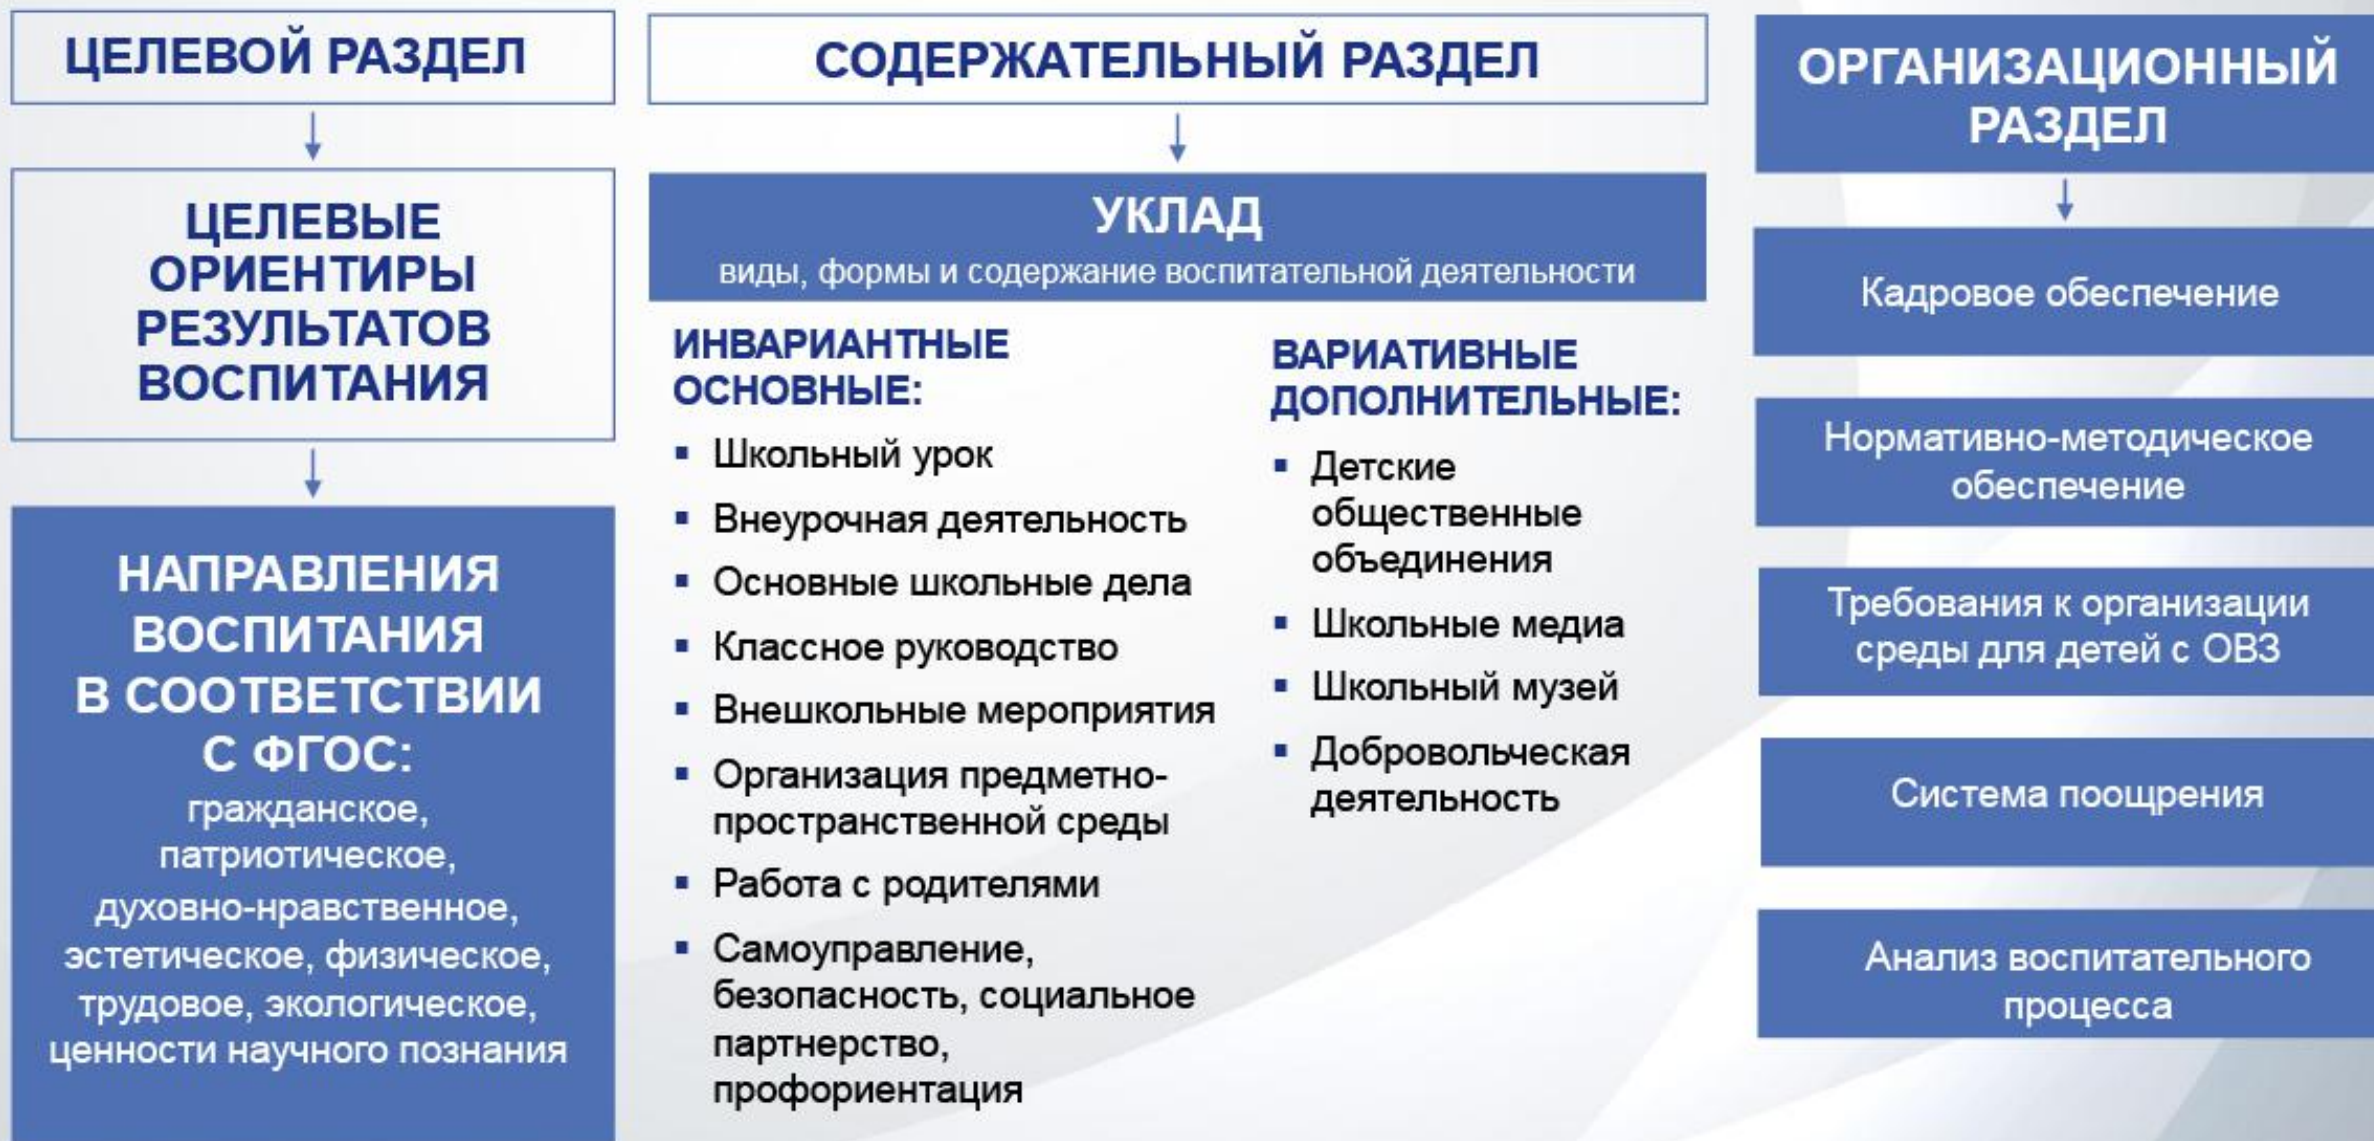 ЦЕЛЕВОЙ РАЗДЕЛ
ЦЕЛЕВЫЕ
ОРИЕНТИРЫ
РЕЗУЛЬТАТОВ
ВОСПИТАНИЯ
НАПРАВЛЕНИЯ
ВОСПИТАНИЯ
В СООТВЕТСТВИИ
С ФГОС:
гражданское,
патриотическое,
духовно-нравственное,
эстетическое, физическое,
трудовое, экологическое,
ценности научного познания
СОДЕРЖАТЕЛЬНЫЙ РАЗДЕЛ
УКЛАД
виды, формы и содержание воспитательной деятельности
ИНВАРИАНТНЫЕ
ОСНОВНЫЕ:
▪ Школьный урок
▪ Внеурочная деятельность
▪ Основные школьные дела
▪ Классное руководство
▪ Внешкольные мероприятия
▪ Организация предметно-
пространственной среды
▪ Работа с родителями
▪ Самоуправление,
безопасность, социальное
партнерство,
профориентация
ВАРИАТИВНЫЕ
ДОПОЛНИТЕЛЬНЫЕ:
▪ Детские
общественные
объединения
▪ Школьные медиа
▪ Школьный музей
▪ Добровольческая
деятельность
ОРГАНИЗАЦИОННЫЙ
РАЗДЕЛ
Кадровое обеспечение
Нормативно-методическое
обеспечение
Требования к организации
среды для детей с ОВЗ
Система поощрения
Анализ воспитательного
процесса